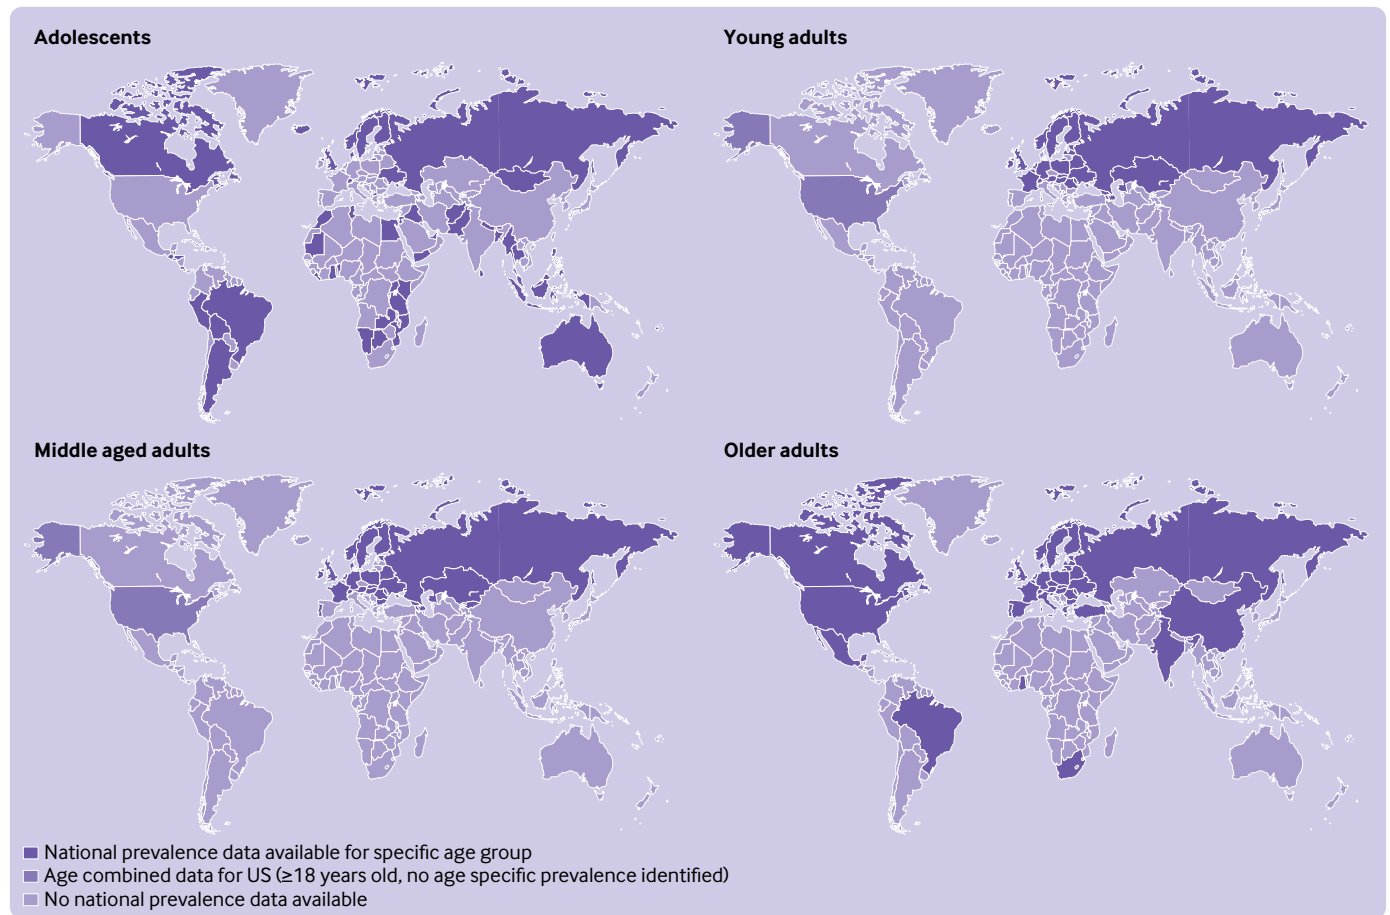 Adolescents
Young adults
Middle aged adults
Older adults
National prevalence data available for specific age group
Age combined data for US (≥18 years old, no age specific prevalence identified)
No national prevalence data available